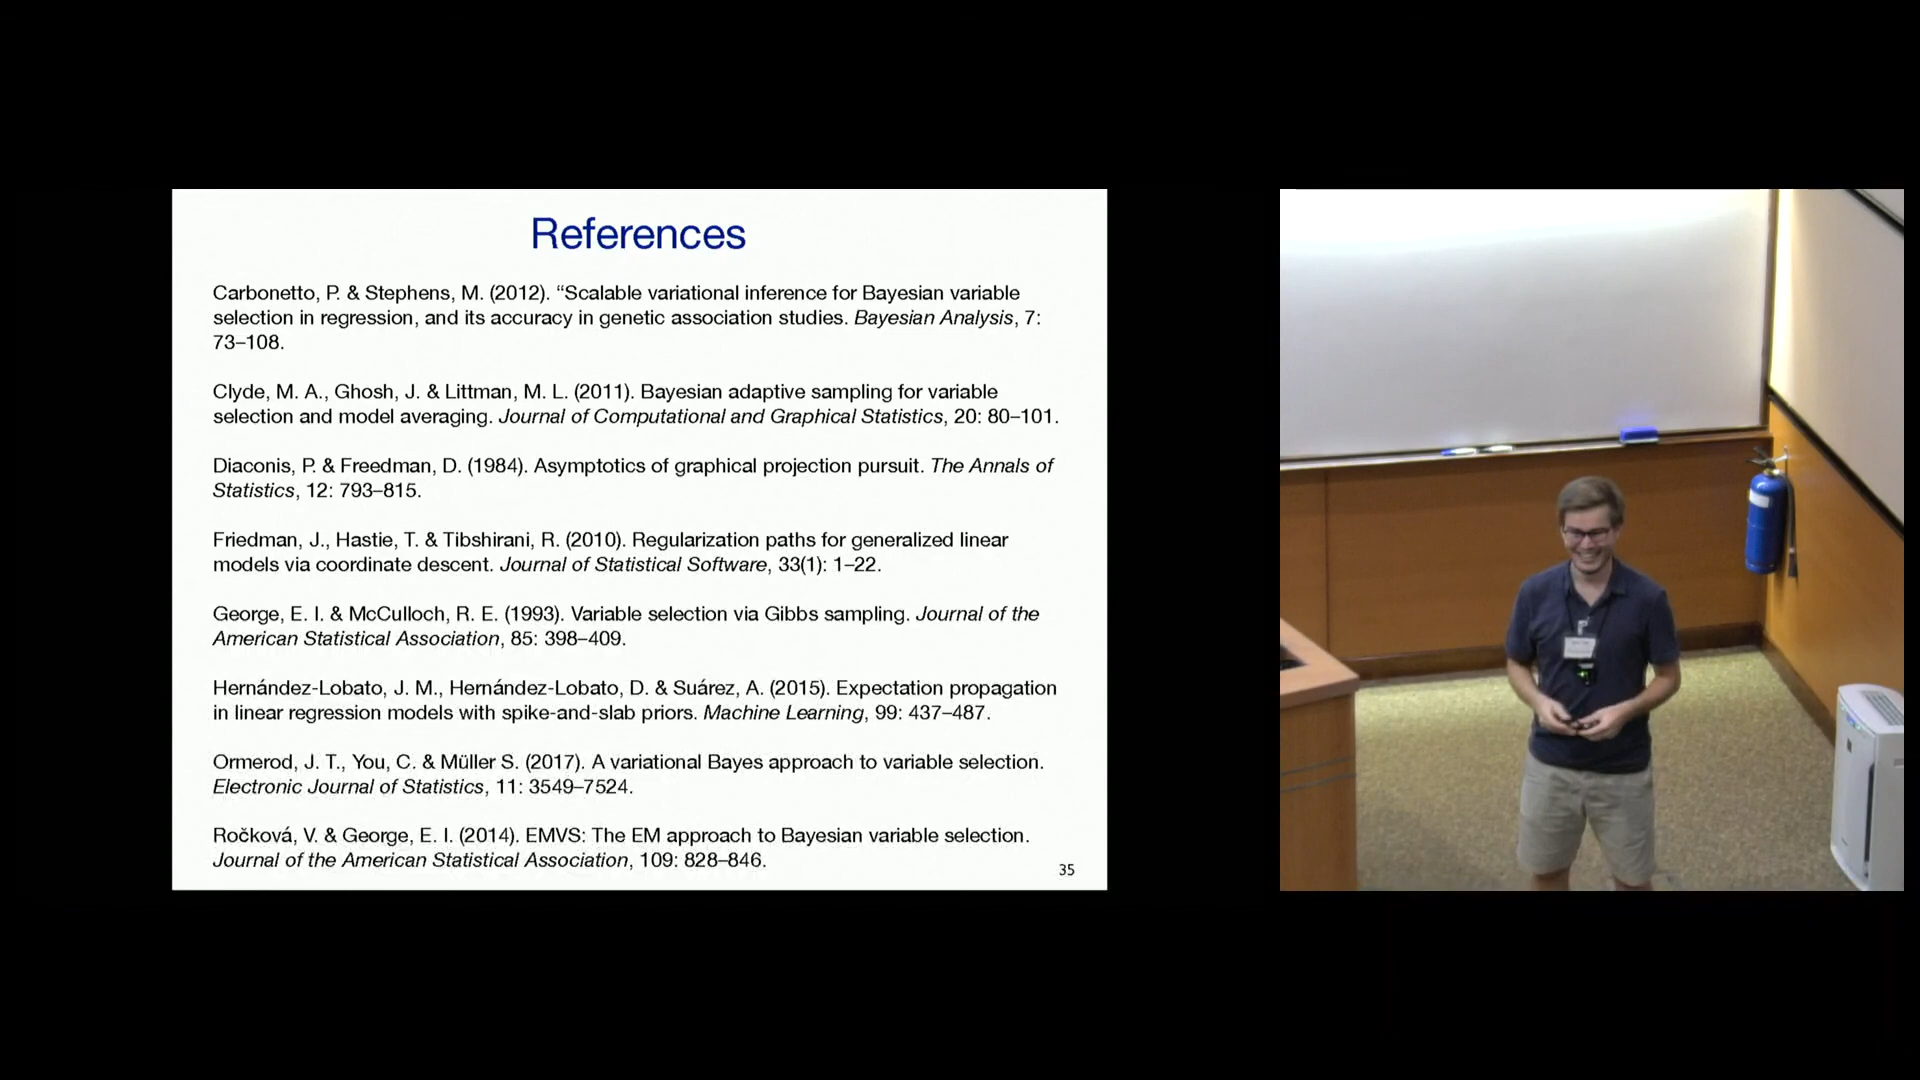 References
Carbonetto, P. & Stephens, M. (2012). “Scalable variational inference for Bayesian variable
selection in regression, and its accuracy in genetic association studies. Bayesian Analysis, 7:
73–108.
Clyde, M. A., Ghosh, J. & Littman, M. L. (2011). Bayesian adaptive sampling for variable
selection and model averaging. Journal of Computational and Graphical Statistics, 20: 80–101.
Diaconis, P. & Freedman, D. (1984). Asymptotics of graphical projection pursuit. The Annals of
Statistics, 12: 793–815.
Friedman, J., Hastie, T. & Tibshirani, R. (2010). Regularization paths for generalized linear
models via coordinate descent. Journal of Statistical Software, 33(1): 1–22.
George, E. I. & McCulloch, R. E. (1993). Variable selection via Gibbs sampling. Journal of the
American Statistical Association, 85: 398–409.
Hernández-Lobato, J. M., Hernández-Lobato, D. & Suárez, A. (2015). Expectation propagation
in linear regression models with spike-and-slab priors. Machine Learning, 99: 437–487.
Ormerod, J. T., You, C. & Müller S. (2017). A variational Bayes approach to variable selection.
Electronic Journal of Statistics, 11: 3549–7524.
Ročková, V. & George, E. I. (2014). EMVS: The EM approach to Bayesian variable selection.
Journal of the American Statistical Association, 109: 828–846.
35